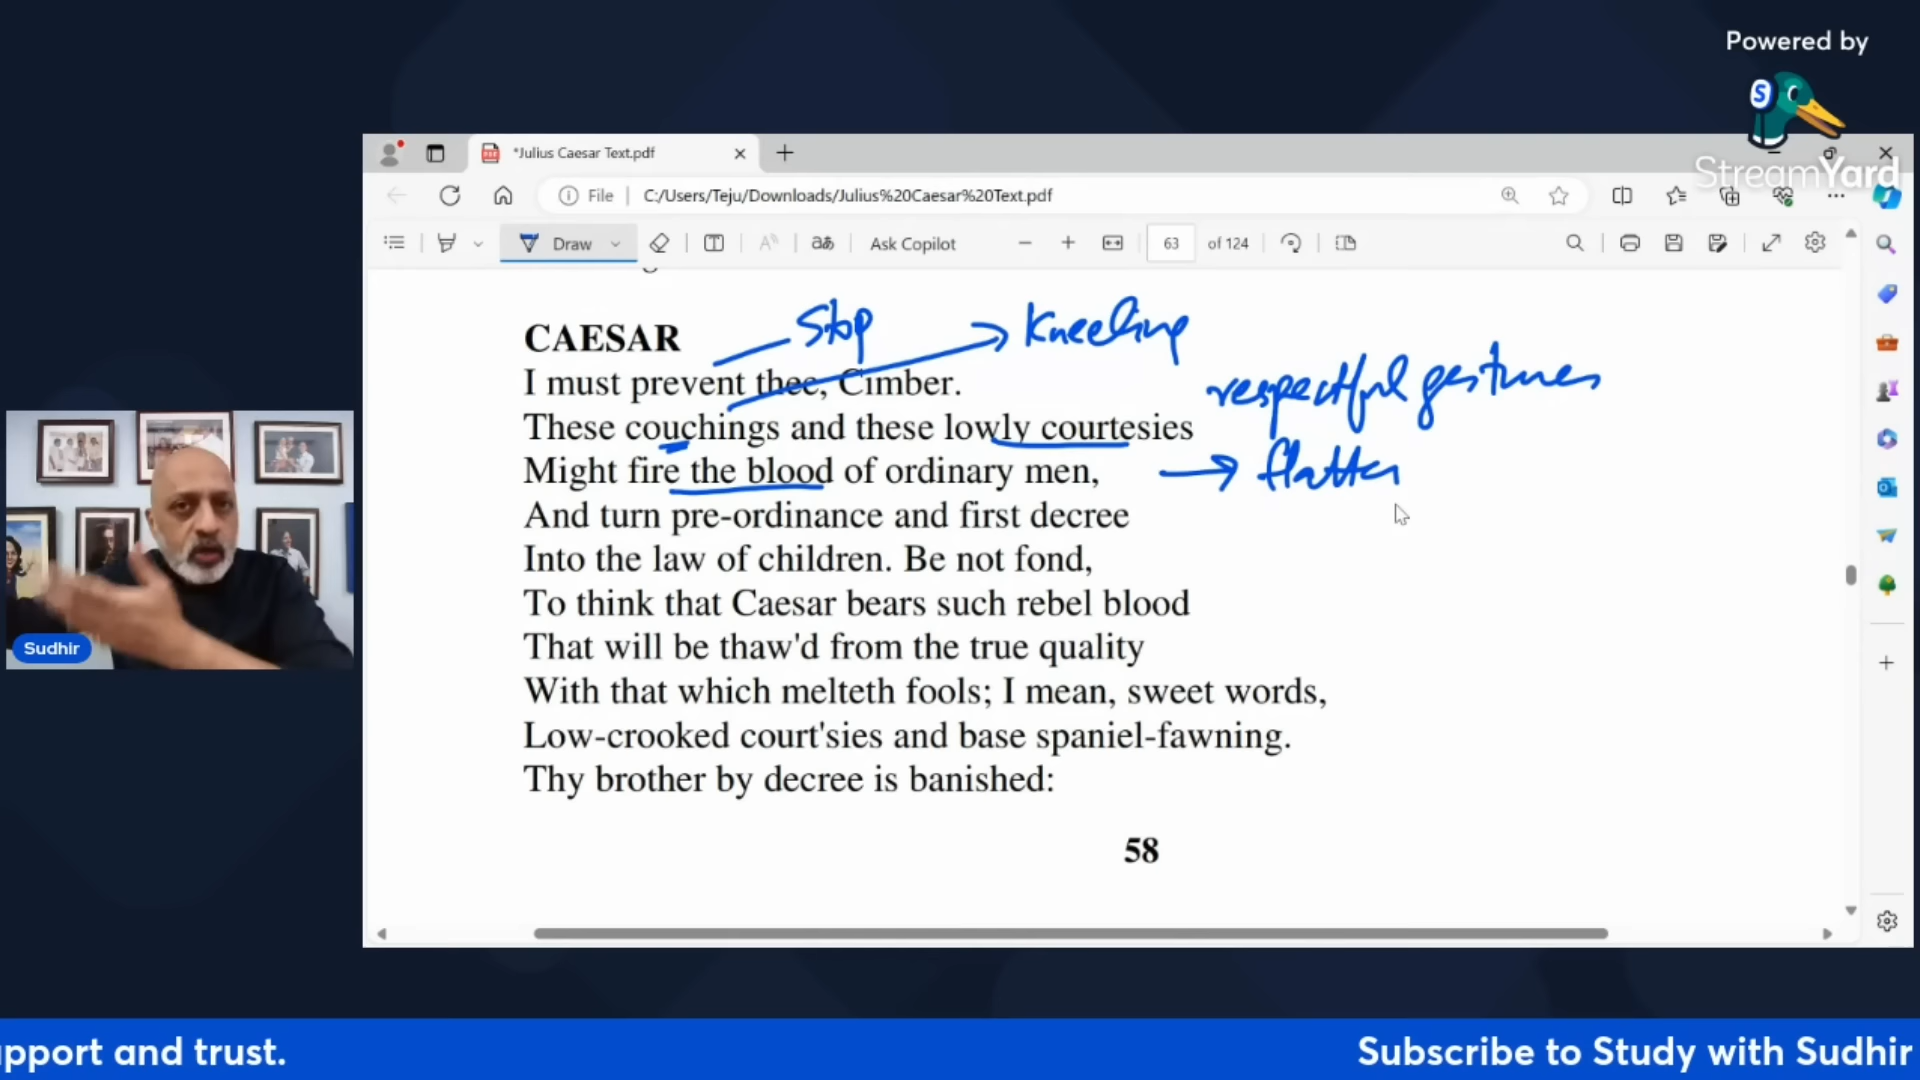 Powered by
StreamYard
*Julius Caesar Text.pdf
File
C:/Users/Teju/Downloads/Julius%20Caesar%20Text.pdf
Draw
aあ
Ask Copilot
63
of 124
CAESAR
Stop
Kneeling
I must prevent thee, Cimber.
respectful gestures
These couchings and these lowly courtesies
Might fire the blood of ordinary men,
flatter
And turn pre-ordinance and first decree
Into the law of children. Be not fond,
To think that Caesar bears such rebel blood
That will be thaw'd from the true quality
With that which melteth fools; I mean, sweet words,
Low-crooked court'sies and base spaniel-fawning.
Thy brother by decree is banished:
58
Sudhir
pport and trust.
Subscribe to Study with Sudhir